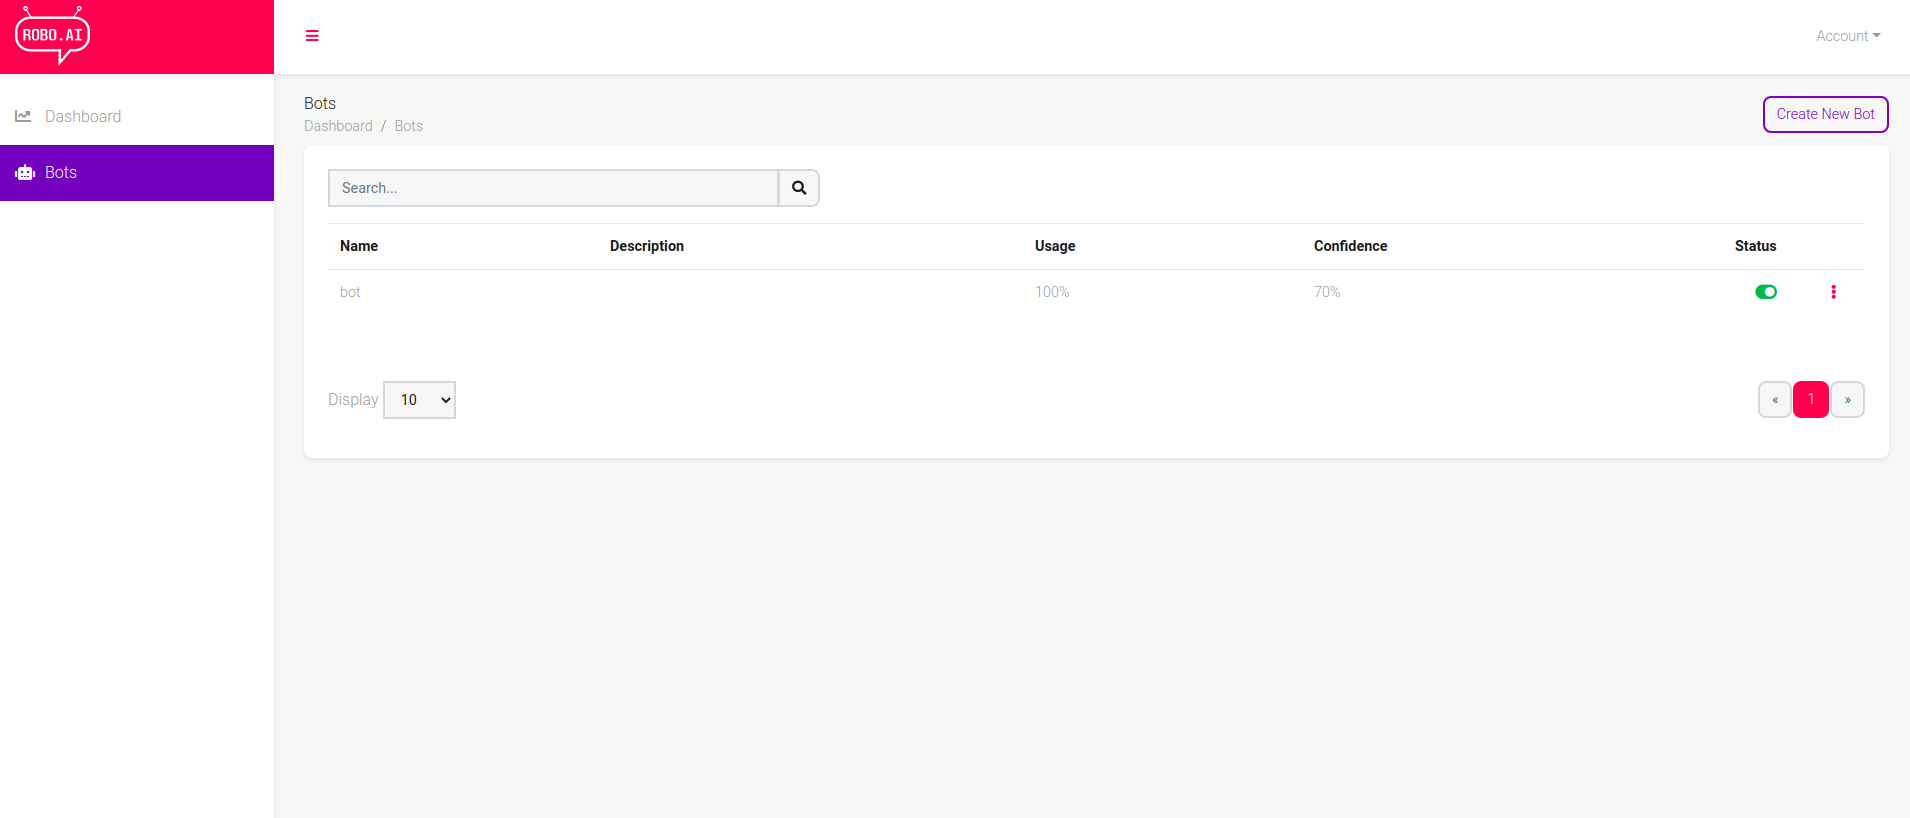 ROBO.AI
Account
Dashboard
Bots
Bots
Dashboard / Bots
Create New Bot
Search...
Name Description Usage Confidence Status
bot 100% 70%
Display 10
« 1 »